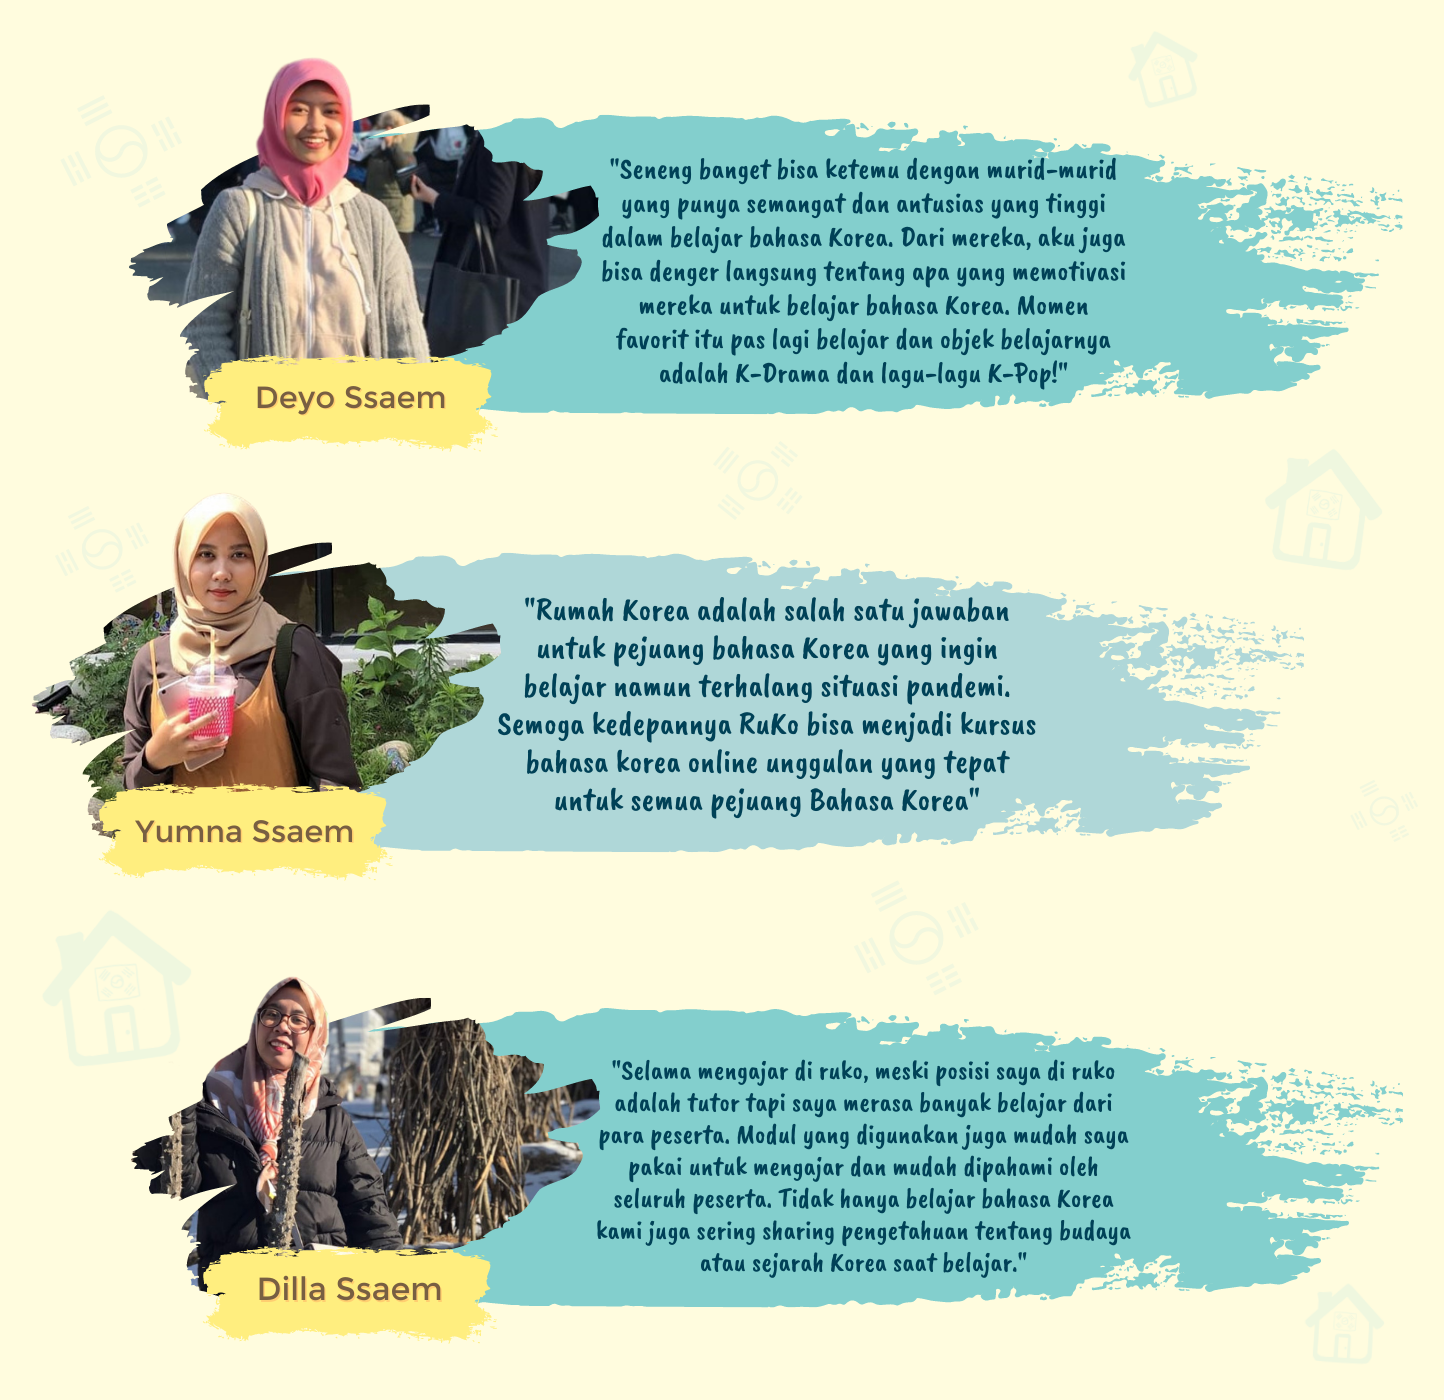 "Seneng banget bisa ketemu dengan murid-murid
yang punya semangat dan antusias yang tinggi
dalam belajar bahasa Korea. Dari mereka, aku juga
bisa denger langsung tentang apa yang memotivasi
mereka untuk belajar bahasa Korea. Momen
favorit itu pas lagi belajar dan objek belajarnya
adalah K-Drama dan lagu-lagu K-Pop!"
Deyo Ssaem
"Rumah Korea adalah salah satu jawaban
untuk pejuang bahasa Korea yang ingin
belajar namun terhalang situasi pandemi.
Semoga kedepannya RuKo bisa menjadi kursus
bahasa korea online unggulan yang tepat
untuk semua pejuang Bahasa Korea"
Yumna Ssaem
"Selama mengajar di ruko, meski posisi saya di ruko
adalah tutor tapi saya merasa banyak belajar dari
para peserta. Modul yang digunakan juga mudah saya
pakai untuk mengajar dan mudah dipahami oleh
seluruh peserta. Tidak hanya belajar bahasa Korea
kami juga sering sharing pengetahuan tentang budaya
atau sejarah Korea saat belajar."
Dilla Ssaem